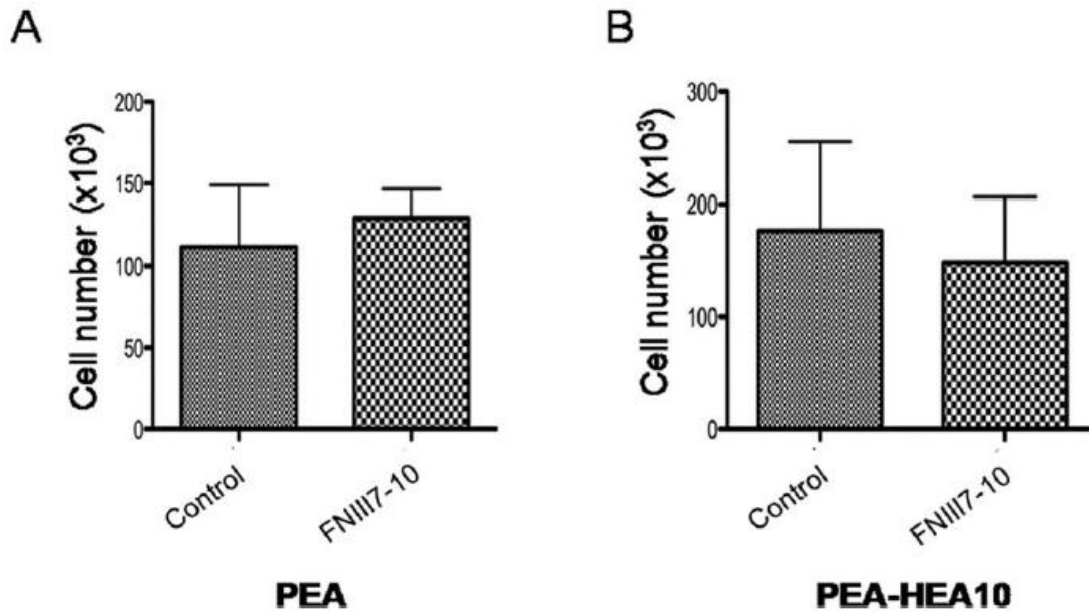 A
Cell number (x10³)
200
150
100
50
0
Control
FNIII7-10
PEA
B
Cell number (x10³)
300
200
100
0
Control
FNIII7-10
PEA-HEA10